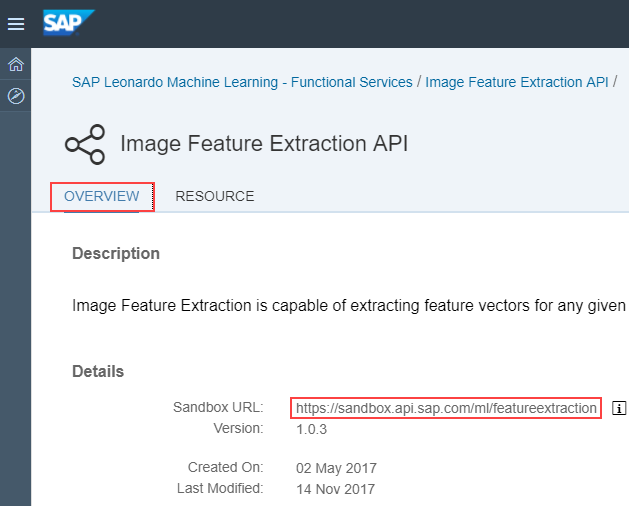 SAP
SAP Leonardo Machine Learning - Functional Services / Image Feature Extraction API /
Image Feature Extraction API
OVERVIEW RESOURCE
Description
Image Feature Extraction is capable of extracting feature vectors for any given
Details
Sandbox URL: https://sandbox.api.sap.com/ml/featureextraction i
Version: 1.0.3
Created On: 02 May 2017
Last Modified: 14 Nov 2017